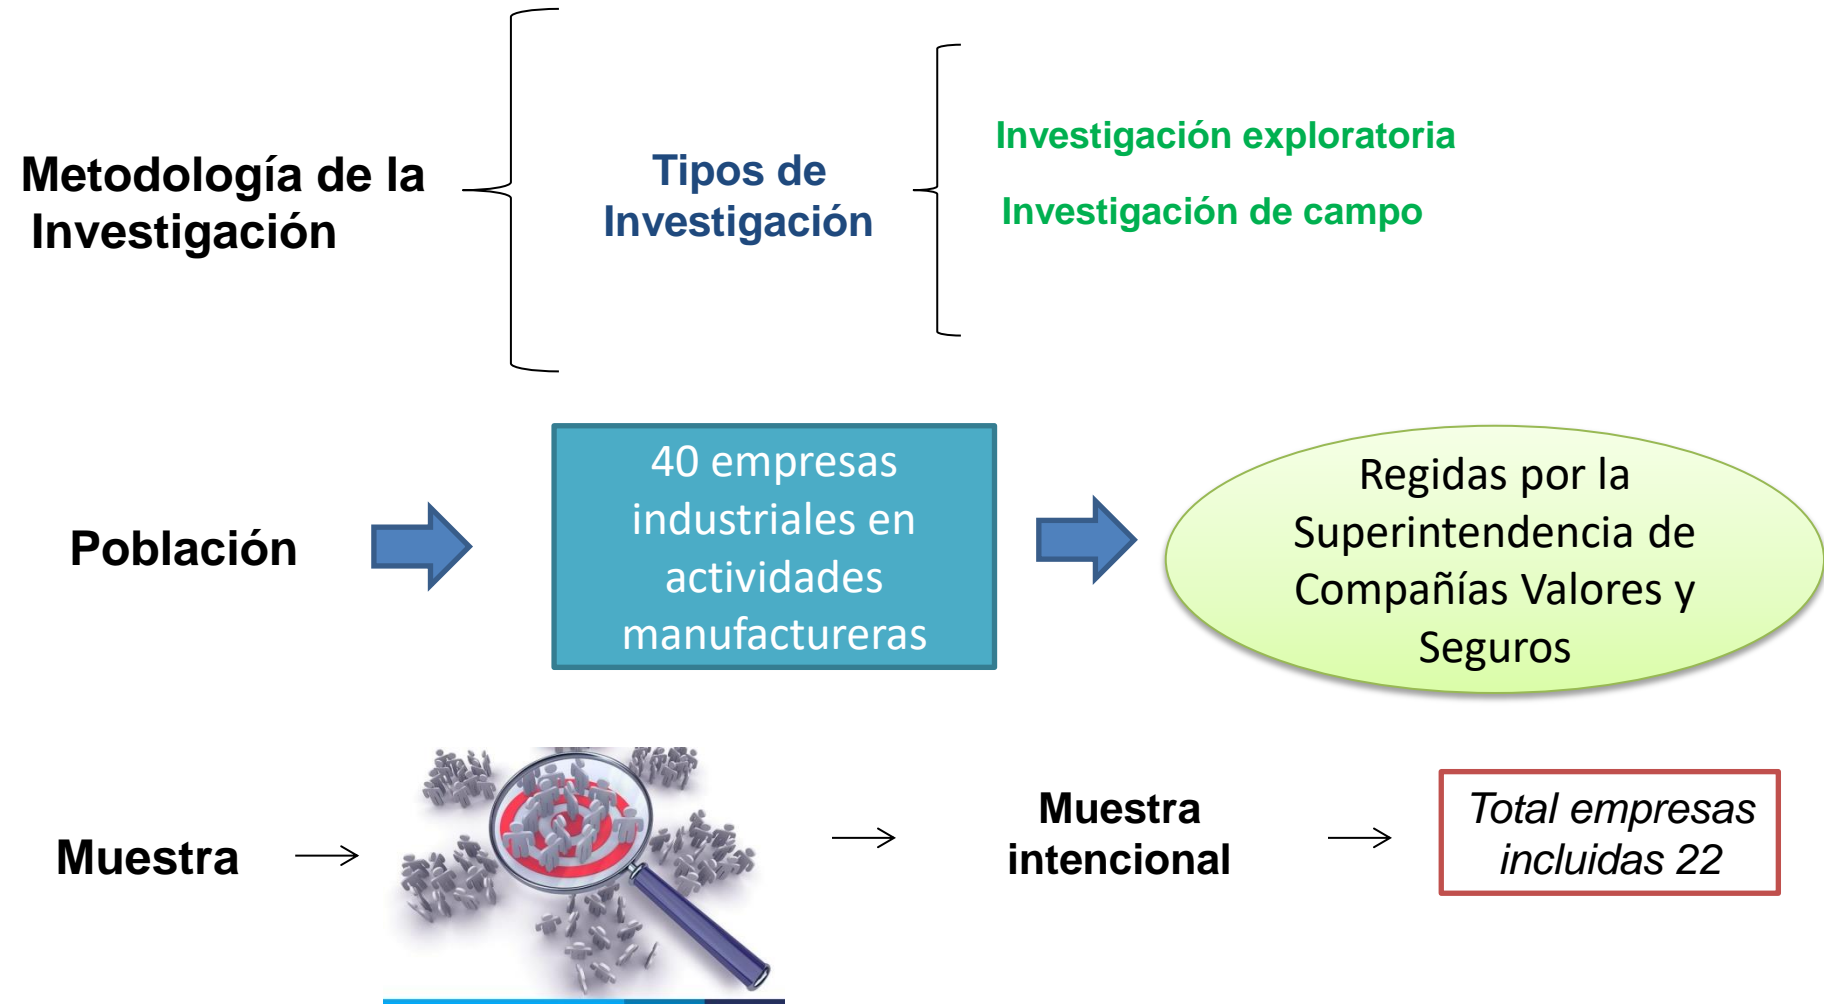 Metodología de la
Investigación
Tipos de
Investigación
Investigación exploratoria
Investigación de campo
Población
40 empresas
industriales en
actividades
manufactureras
Regidas por la
Superintendencia de
Compañías Valores y
Seguros
Muestra
Muestra
intencional
Total empresas
incluidas 22